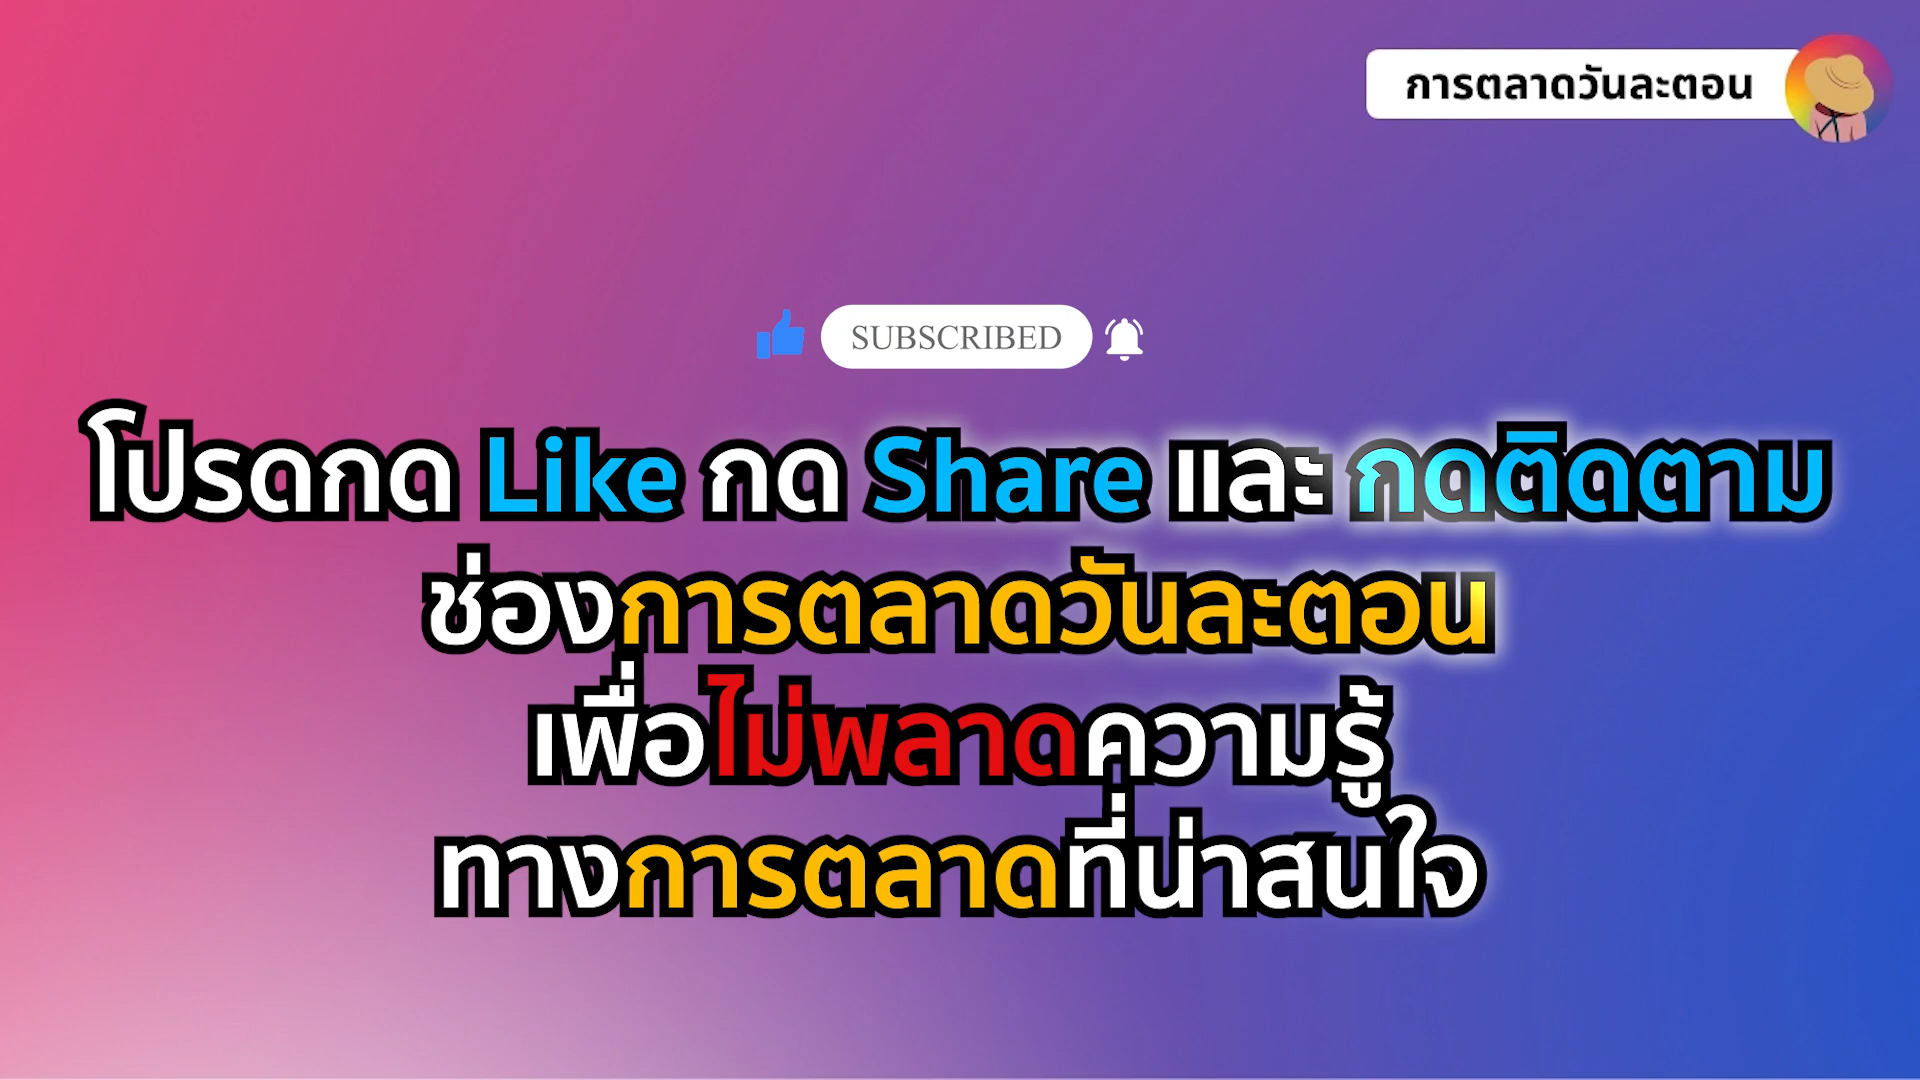 การตลาดวันละตอน
SUBSCRIBED
โปรดกด Like กด Share และ กดติดตาม
ช่องการตลาดวันละตอน
เพื่อไม่พลาดความรู้
ทางการตลาดที่น่าสนใจ